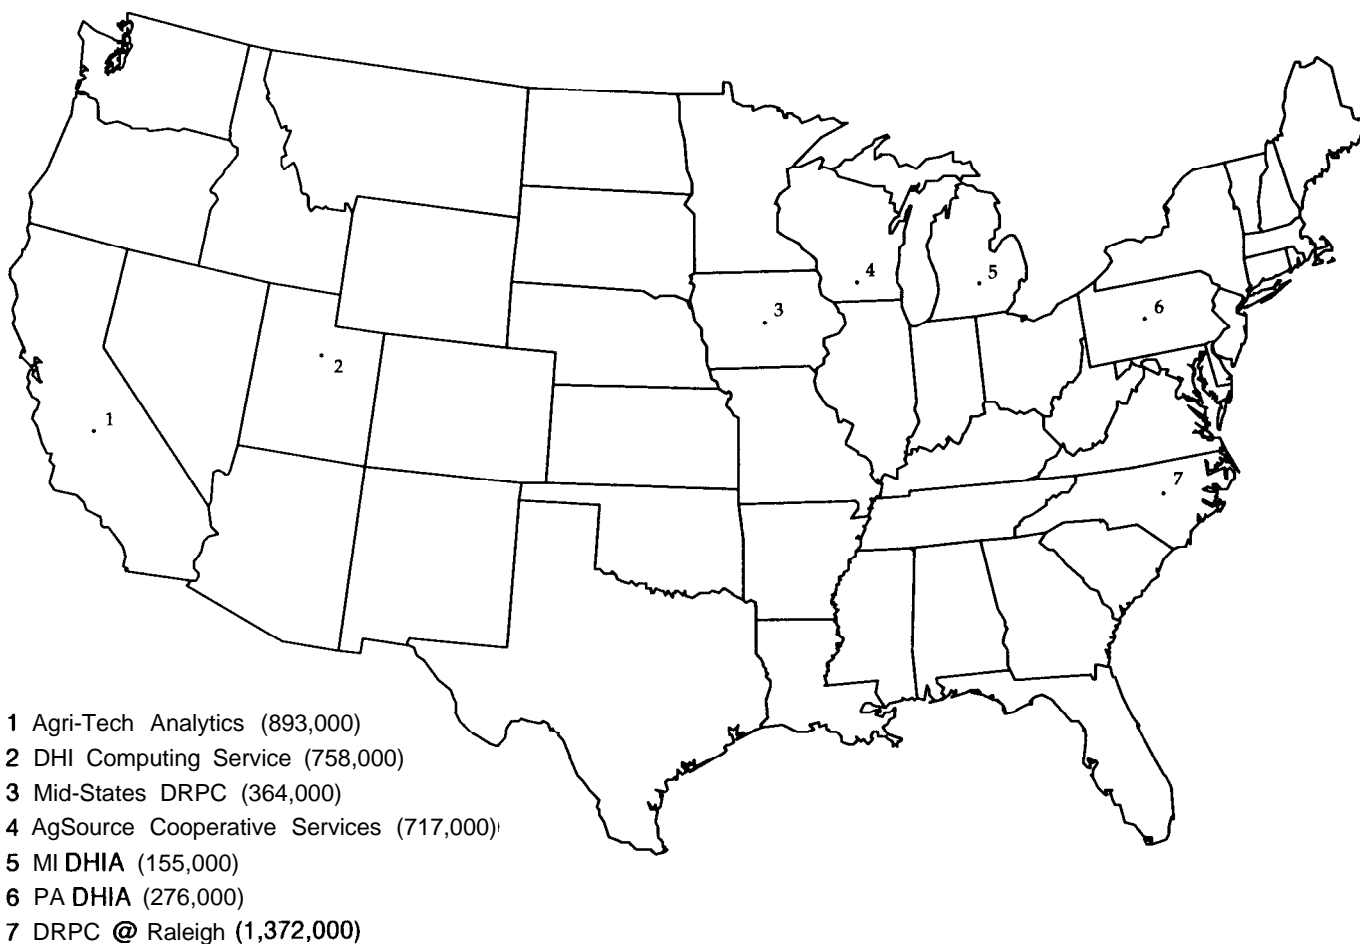 4
5
3
6
2
1
7
1 Agri-Tech Analytics (893,000)
2 DHI Computing Service (758,000)
3 Mid-States DRPC (364,000)
4 AgSource Cooperative Services (717,000)
5 MI DHIA (155,000)
6 PA DHIA (276,000)
7 DRPC @ Raleigh (1,372,000)